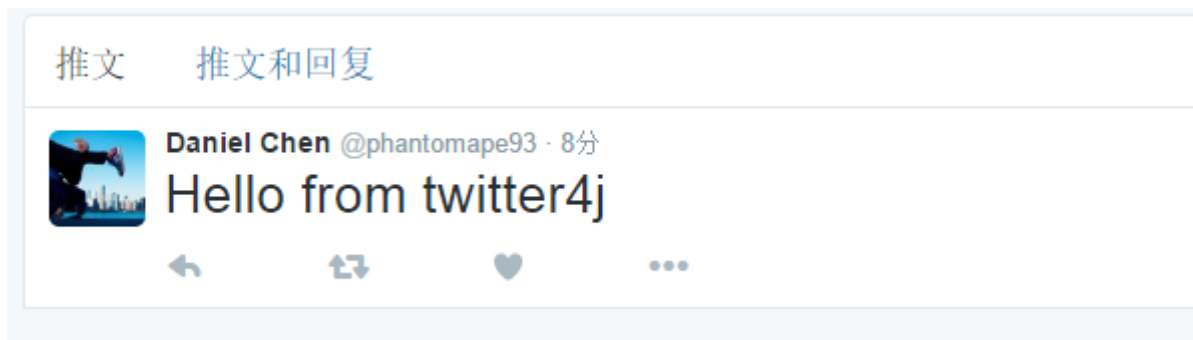 推文 推文和回复
Daniel Chen @phantomape93 · 8分
Hello from twitter4j